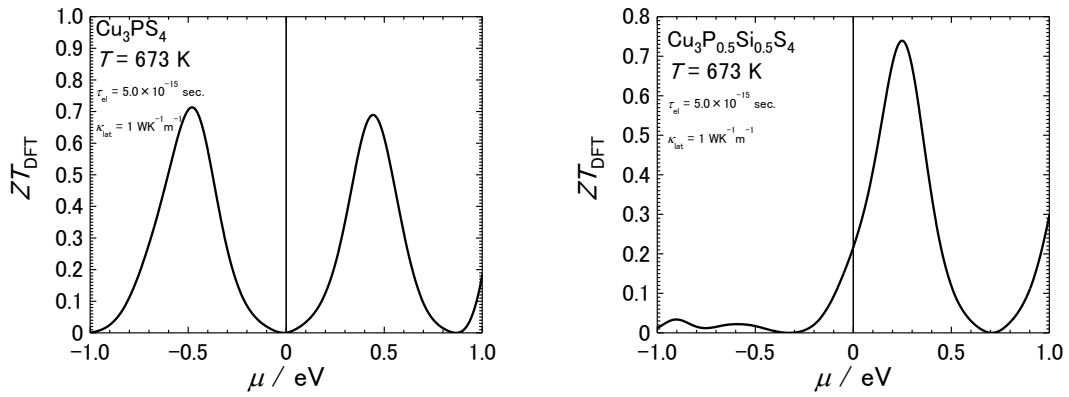 Cu₃PS₄
T = 673 K
τel = 5.0 × 10⁻¹⁵ sec.
κlat = 1 WK⁻¹m⁻¹
ZT_DFT
1.0
0.9
0.8
0.7
0.6
0.5
0.4
0.3
0.2
0.1
0
−1.0 −0.5 0 0.5 1.0
μ / eV
Cu₃P₀.₅Si₀.₅S₄
T = 673 K
τel = 5.0 × 10⁻¹⁵ sec.
κlat = 1 WK⁻¹m⁻¹
ZT_DFT
0.8
0.7
0.6
0.5
0.4
0.3
0.2
0.1
0
−1.0 −0.5 0 0.5 1.0
μ / eV